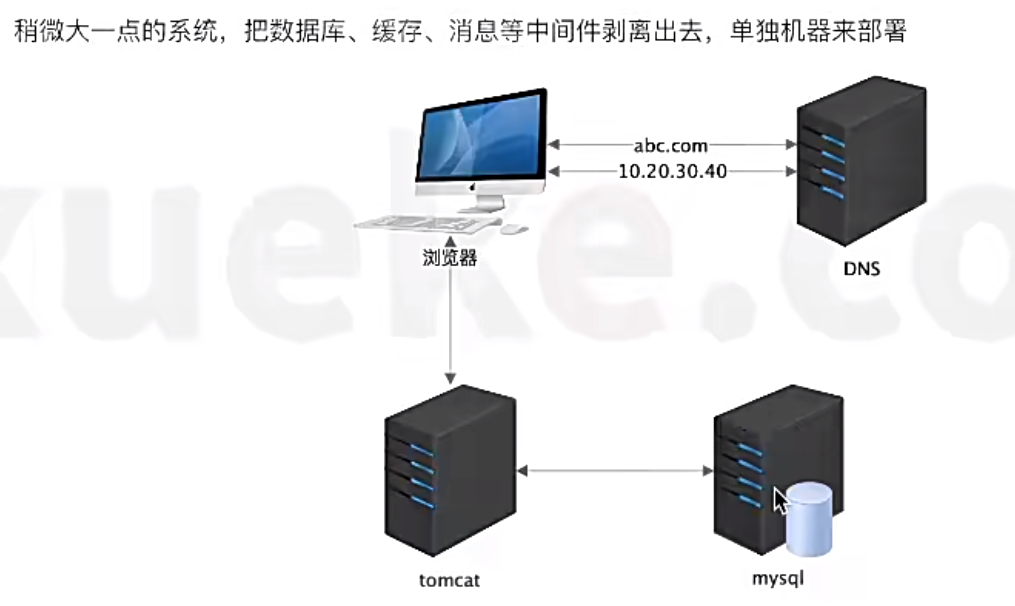 稍微大一点的系统，把数据库、缓存、消息等中间件剥离出去，单独机器来部署
abc.com
10.20.30.40
浏览器
DNS
tomcat
mysql
xueke.co